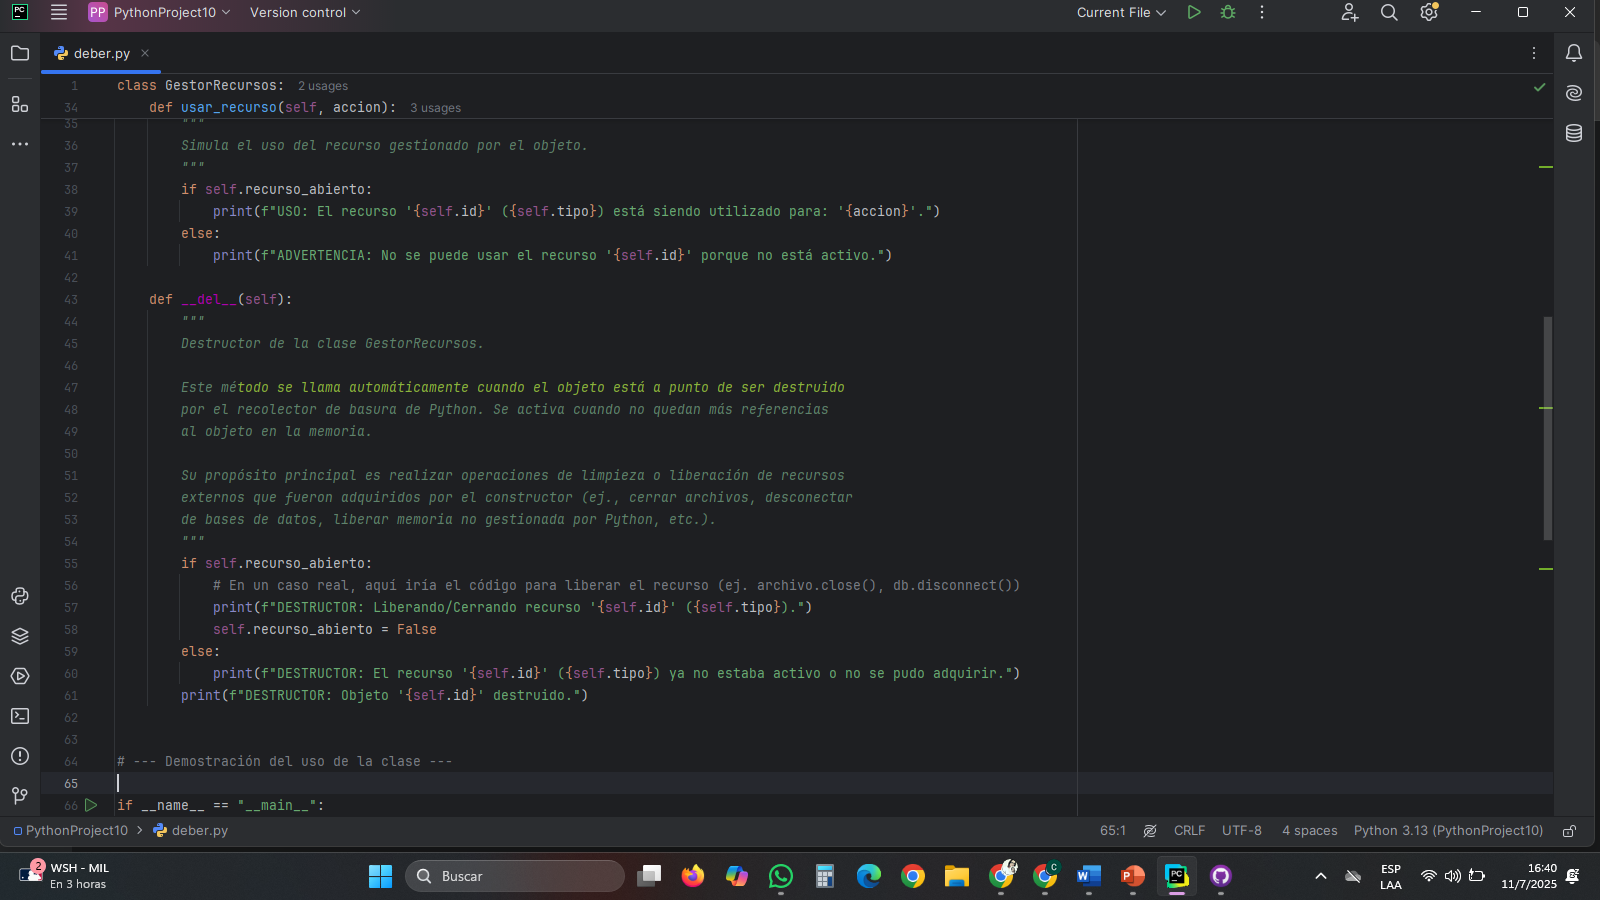 PC
PP PythonProject10 Version control Current File
deber.py
1 class GestorRecursos: 2 usages
34 def usar_recurso(self, accion): 3 usages
35 """
36 Simula el uso del recurso gestionado por el objeto.
37 """
38 if self.recurso_abierto:
39 print(f"USO: El recurso '{self.id}' ({self.tipo}) está siendo utilizado para: '{accion}'.")
40 else:
41 print(f"ADVERTENCIA: No se puede usar el recurso '{self.id}' porque no está activo.")
42
43 def __del__(self):
44 """
45 Destructor de la clase GestorRecursos.
46
47 Este método se llama automáticamente cuando el objeto está a punto de ser destruido
48 por el recolector de basura de Python. Se activa cuando no quedan más referencias
49 al objeto en la memoria.
50
51 Su propósito principal es realizar operaciones de limpieza o liberación de recursos
52 externos que fueron adquiridos por el constructor (ej., cerrar archivos, desconectar
53 de bases de datos, liberar memoria no gestionada por Python, etc.).
54 """
55 if self.recurso_abierto:
56 # En un caso real, aquí iría el código para liberar el recurso (ej. archivo.close(), db.disconnect())
57 print(f"DESTRUCTOR: Liberando/Cerrando recurso '{self.id}' ({self.tipo}).")
58 self.recurso_abierto = False
59 else:
60 print(f"DESTRUCTOR: El recurso '{self.id}' ({self.tipo}) ya no estaba activo o no se pudo adquirir.")
61 print(f"DESTRUCTOR: Objeto '{self.id}' destruido.")
62
63
64 # --- Demostración del uso de la clase ---
65
66 if __name__ == "__main__":
PythonProject10 > deber.py 65:1 CRLF UTF-8 4 spaces Python 3.13 (PythonProject10)
2 WSH - MIL
En 3 horas
Buscar
ESP
LAA
16:40
11/7/2025